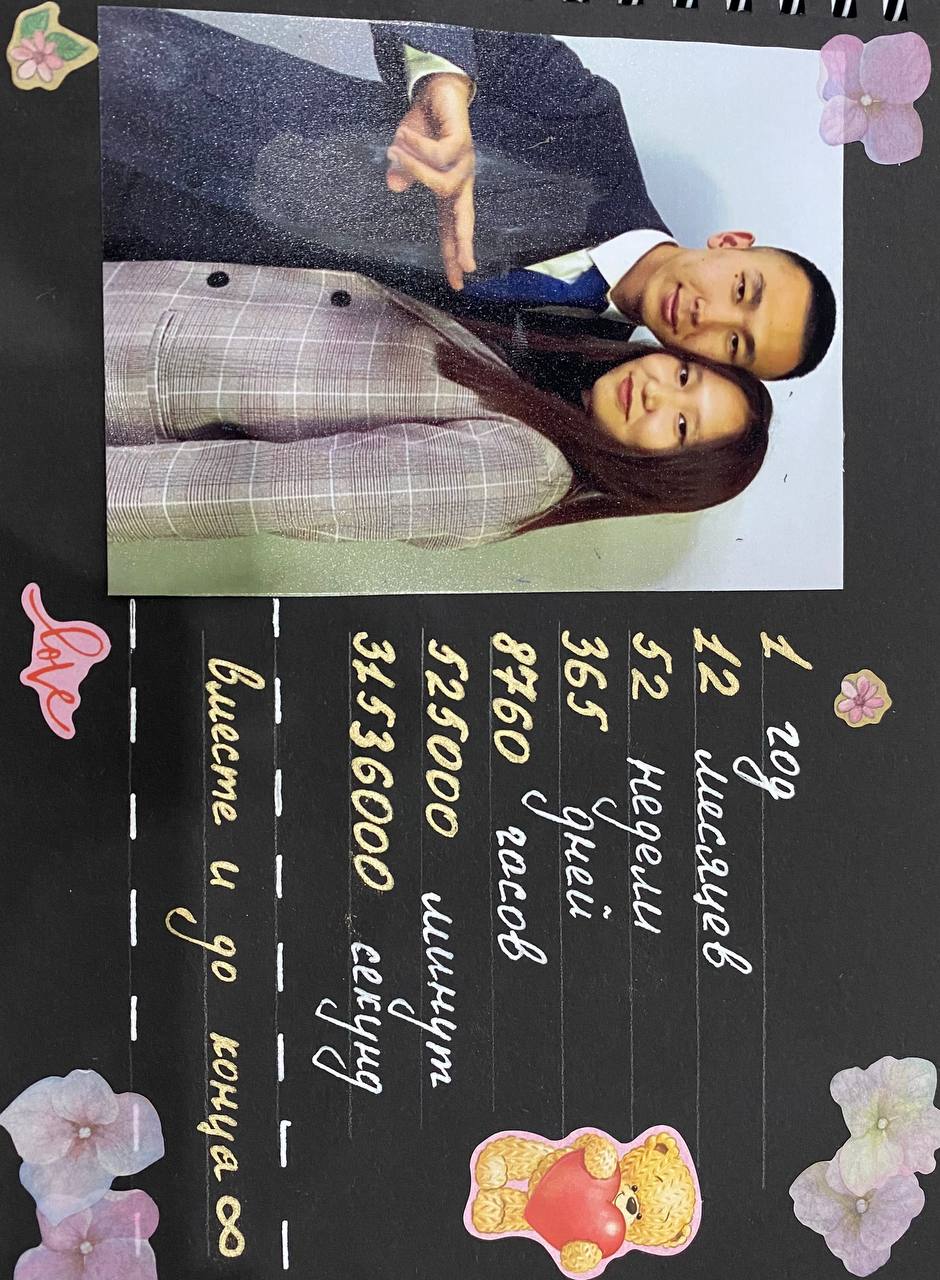 1 год
12 месяцев
52 недели
365 дней
8760 часов
525000 минут
31536000 секунд
вместе и до конца ∞
love